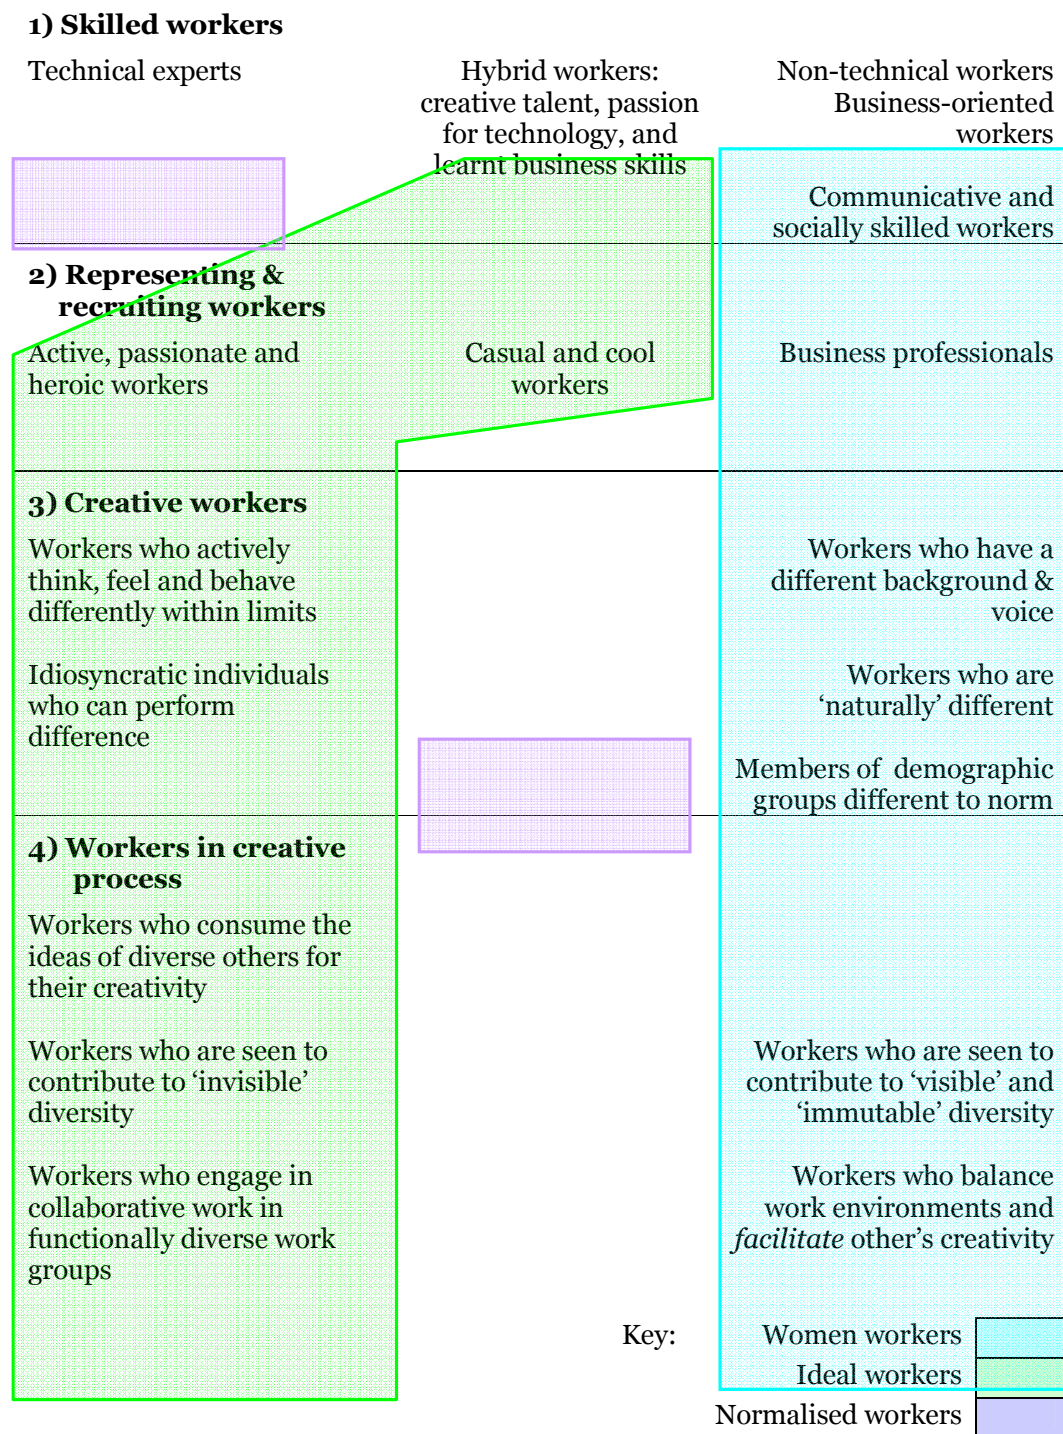 1) Skilled workers
Technical experts
Hybrid workers:
creative talent, passion
for technology, and
learnt business skills
Non-technical workers
Business-oriented
workers
Communicative and
socially skilled workers
2) Representing &
recruiting workers
Active, passionate and
heroic workers
Casual and cool
workers
Business professionals
3) Creative workers
Workers who actively
think, feel and behave
differently within limits
Workers who have a
different background &
voice
Idiosyncratic individuals
who can perform
difference
Workers who are
‘naturally’ different
Members of  demographic
groups different to norm
4) Workers in creative
process
Workers who consume the
ideas of diverse others for
their creativity
Workers who are seen to
contribute to ‘invisible’
diversity
Workers who are seen to
contribute to ‘visible’ and
‘immutable’ diversity
Workers who engage in
collaborative work in
functionally diverse work
groups
Workers who balance
work environments and
facilitate other’s creativity
Key:
Women workers
Ideal workers
Normalised workers